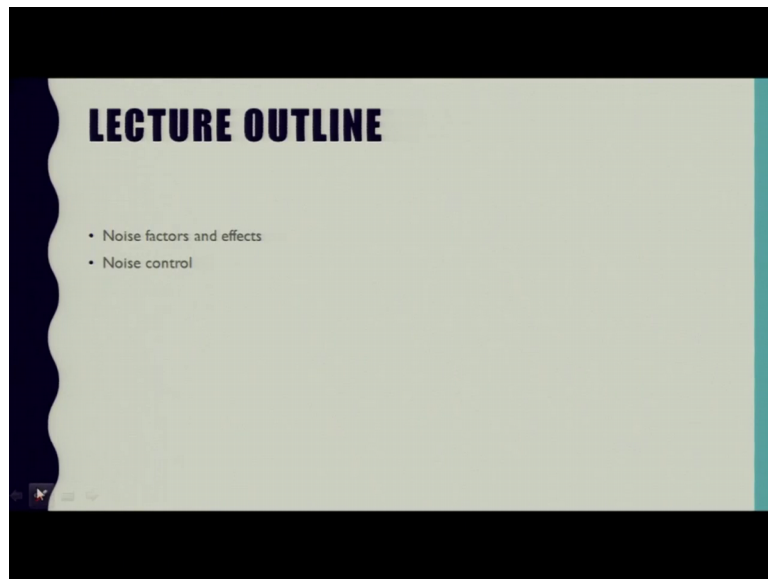 LECTURE OUTLINE
• Noise factors and effects
• Noise control